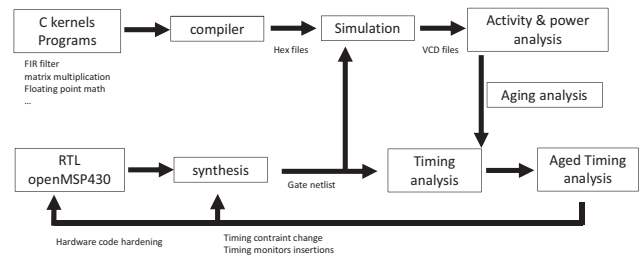 C kernels
Programs
compiler
Simulation
Activity & power
analysis
Hex files
VCD files
FIR filter
matrix multiplication
Floating point math
...
Aging analysis
RTL
openMSP430
synthesis
Timing
analysis
Aged Timing
analysis
Gate netlist
Hardware code hardening
Timing contraint change
Timing monitors insertions